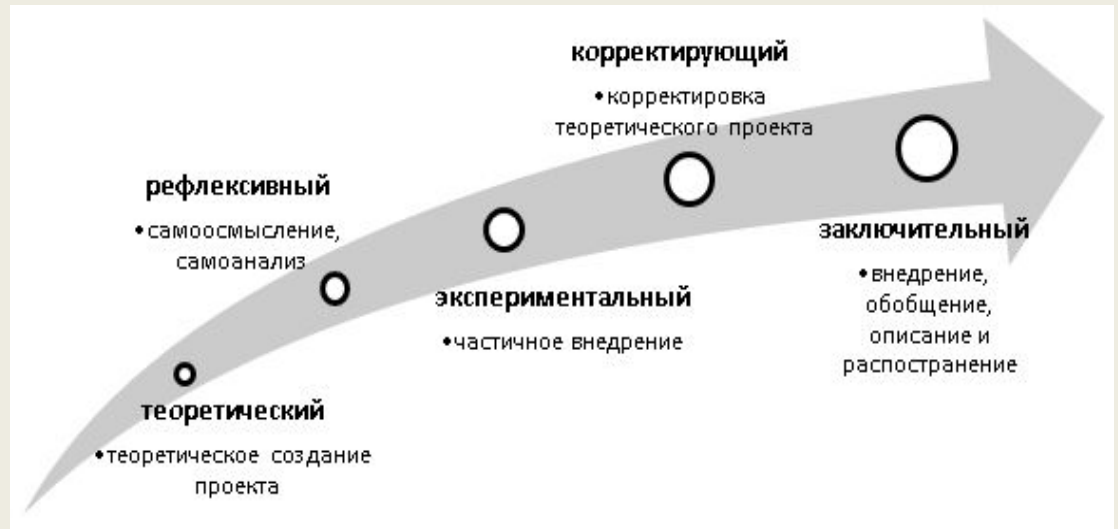 теоретический
•теоретическое создание
проекта
рефлексивный
•самоосмысление,
самоанализ
экспериментальный
•частичное внедрение
корректирующий
•корректировка
теоретического проекта
заключительный
•внедрение,
обобщение,
описание и
распостранение